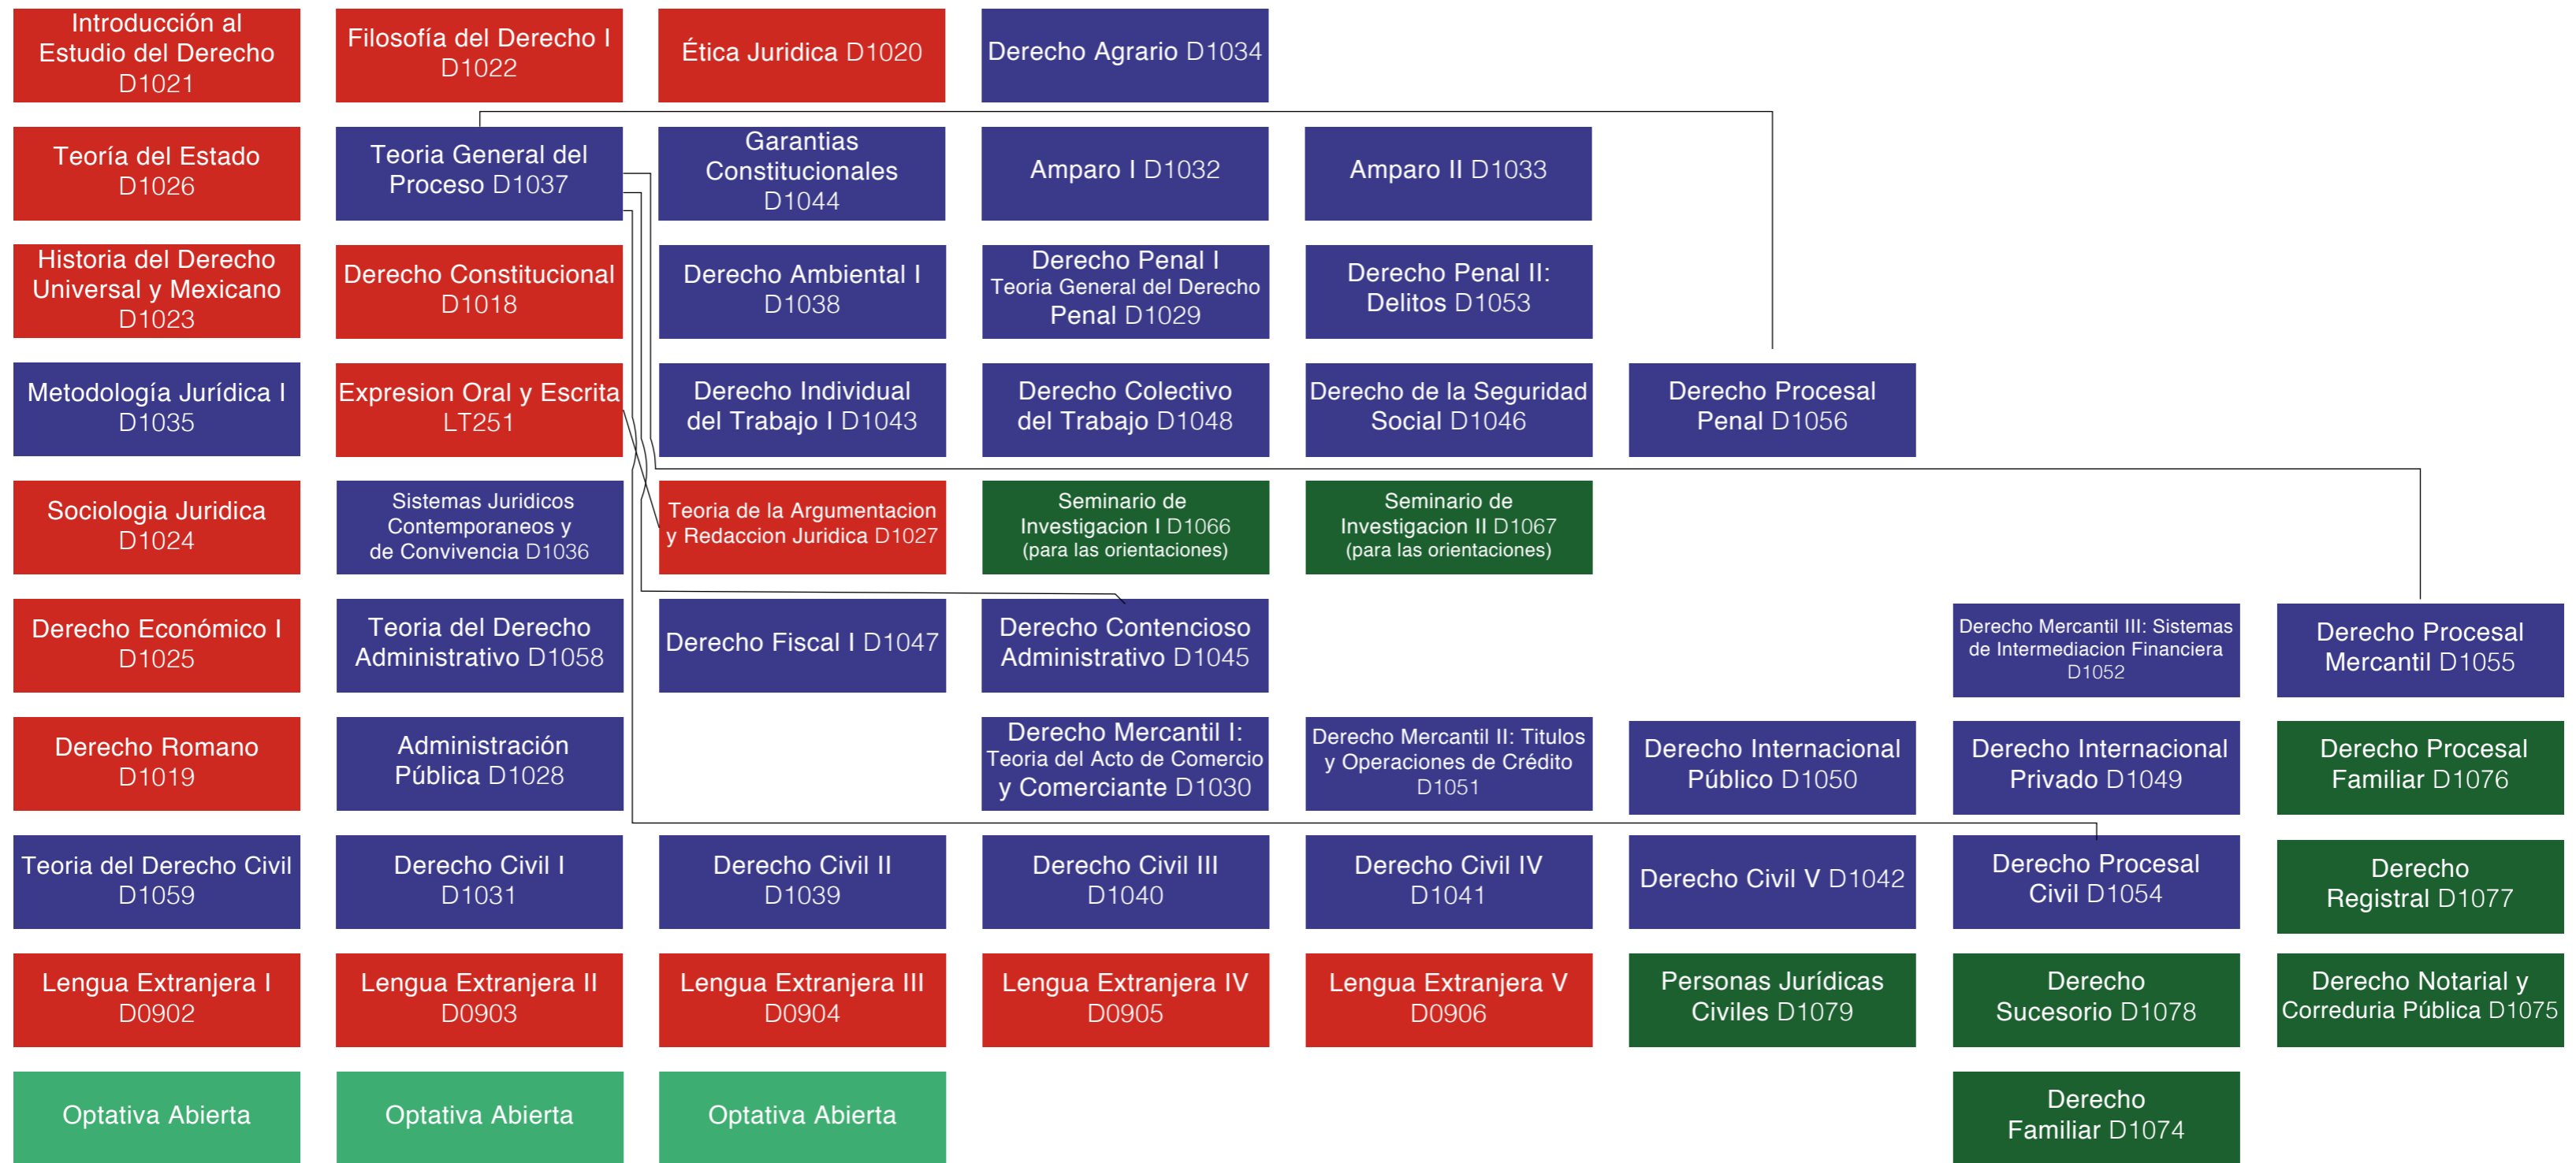 Introducción al
Estudio del Derecho
D1021
Filosofía del Derecho I
D1022
Ética Juridica D1020
Derecho Agrario D1034
Teoría del Estado
D1026
Teoria General del
Proceso D1037
Garantias
Constitucionales
D1044
Amparo I D1032
Amparo II D1033
Historia del Derecho
Universal y Mexicano
D1023
Derecho Constitucional
D1018
Derecho Ambiental I
D1038
Derecho Penal I
Teoria General del Derecho
Penal D1029
Derecho Penal II:
Delitos D1053
Metodología Jurídica I
D1035
Expresion Oral y Escrita
LT251
Derecho Individual
del Trabajo I D1043
Derecho Colectivo
del Trabajo D1048
Derecho de la Seguridad
Social D1046
Derecho Procesal
Penal D1056
Sociologia Juridica
D1024
Sistemas Juridicos
Contemporaneos y
de Convivencia D1036
Teoria de la Argumentacion
y Redaccion Juridica D1027
Seminario de
Investigacion I D1066
(para las orientaciones)
Seminario de
Investigacion II D1067
(para las orientaciones)
Derecho Económico I
D1025
Teoria del Derecho
Administrativo D1058
Derecho Fiscal I D1047
Derecho Contencioso
Administrativo D1045
Derecho Mercantil III: Sistemas
de Intermediacion Financiera
D1052
Derecho Procesal
Mercantil D1055
Derecho Romano
D1019
Administración
Pública D1028
Derecho Mercantil I:
Teoria del Acto de Comercio
y Comerciante D1030
Derecho Mercantil II: Titulos
y Operaciones de Crédito
D1051
Derecho Internacional
Público D1050
Derecho Internacional
Privado D1049
Derecho Procesal
Familiar D1076
Teoria del Derecho Civil
D1059
Derecho Civil I
D1031
Derecho Civil II
D1039
Derecho Civil III
D1040
Derecho Civil IV
D1041
Derecho Civil V D1042
Derecho Procesal
Civil D1054
Derecho
Registral D1077
Lengua Extranjera I
D0902
Lengua Extranjera II
D0903
Lengua Extranjera III
D0904
Lengua Extranjera IV
D0905
Lengua Extranjera V
D0906
Personas Jurídicas
Civiles D1079
Derecho
Sucesorio D1078
Derecho Notarial y
Correduria Pública D1075
Optativa Abierta
Optativa Abierta
Optativa Abierta
Derecho
Familiar D1074